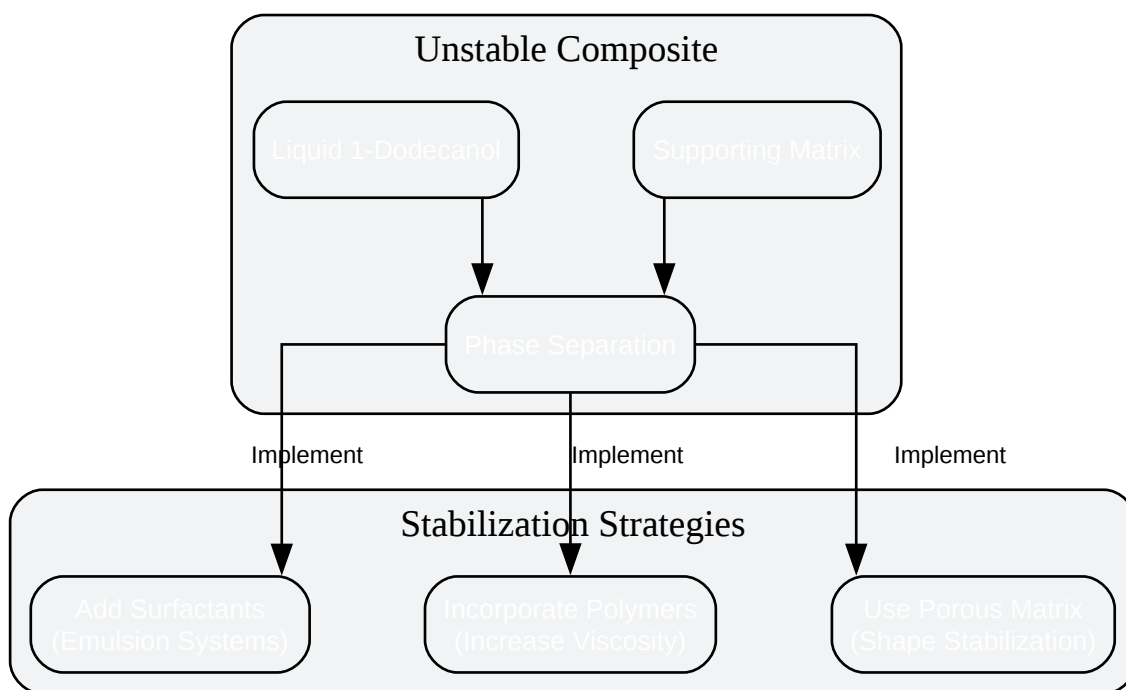 Unstable Composite
Liquid 1-Dodecanol
Supporting Matrix
Phase Separation
Implement
Implement
Implement
Stabilization Strategies
Add Surfactants
(Emulsion Systems)
Incorporate Polymers
(Increase Viscosity)
Use Porous Matrix
(Shape Stabilization)